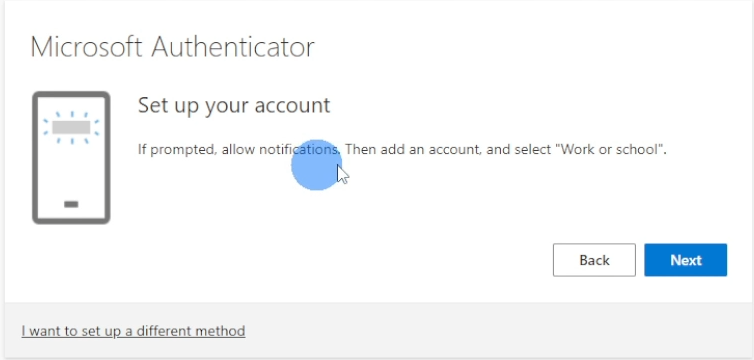 Microsoft Authenticator
Set up your account
If prompted, allow notifications. Then add an account, and select "Work or school".
Back
Next
I want to set up a different method